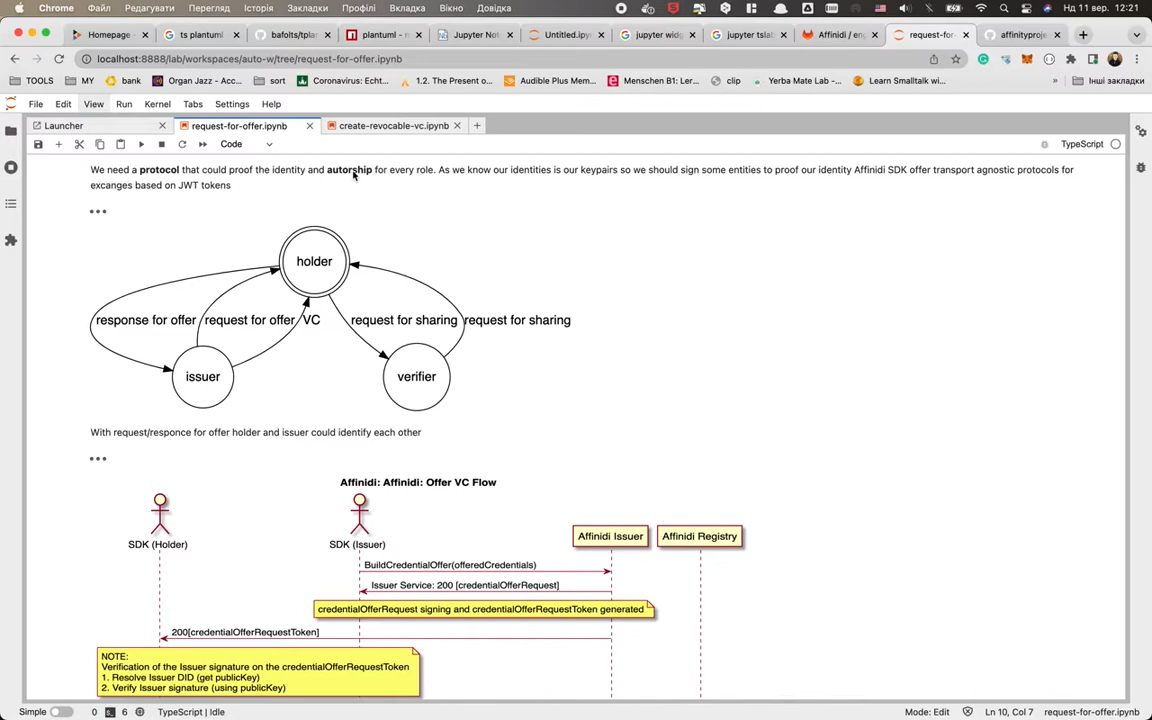 Chrome Файл Редагувати Перегляд Історія Закладки Профілі Вкладка Вікно Довідка Нд 11 вер. 12:21
Homepage - ts plantuml - bafolts/tplan plantuml - n Jupyter Note Untitled.ipyn jupyter widg jupyter tslab Affinidi / en request-for- affinityproje
localhost:8888/lab/workspaces/auto-w/tree/request-for-offer.ipynb
TOOLS MY bank Organ Jazz - Acc... sort Coronavirus: Echt... 1.2. The Present o... Audible Plus Mem... Menschen B1: Ler... clip Yerba Mate Lab -... Learn Smalltalk wi... » Інші закладки
File Edit View Run Kernel Tabs Settings Help
Launcher request-for-offer.ipynb create-revocable-vc.ipynb
Code TypeScript
We need a protocol that could proof the identity and autorship for every role. As we know our identities is our keypairs so we should sign some entities to proof our identity Affinidi SDK offer transport agnostic protocols for
excanges based on JWT tokens
holder
response for offer request for offer VC request for sharing request for sharing
issuer verifier
With request/responce for offer holder and issuer could identify each other
Affinidi: Affinidi: Offer VC Flow
Affinidi Issuer Affinidi Registry
SDK (Holder) SDK (Issuer)
BuildCredentialOffer(offeredCredentials)
Issuer Service: 200 [credentialOfferRequest]
credentialOfferRequest signing and credentialOfferRequestToken generated
200[credentialOfferRequestToken]
NOTE:
Verification of the Issuer signature on the credentialOfferRequestToken
1. Resolve Issuer DID (get publicKey)
2. Verify Issuer signature (using publicKey)
Simple 0 6 TypeScript | Idle Mode: Edit Ln 10, Col 7 request-for-offer.ipynb